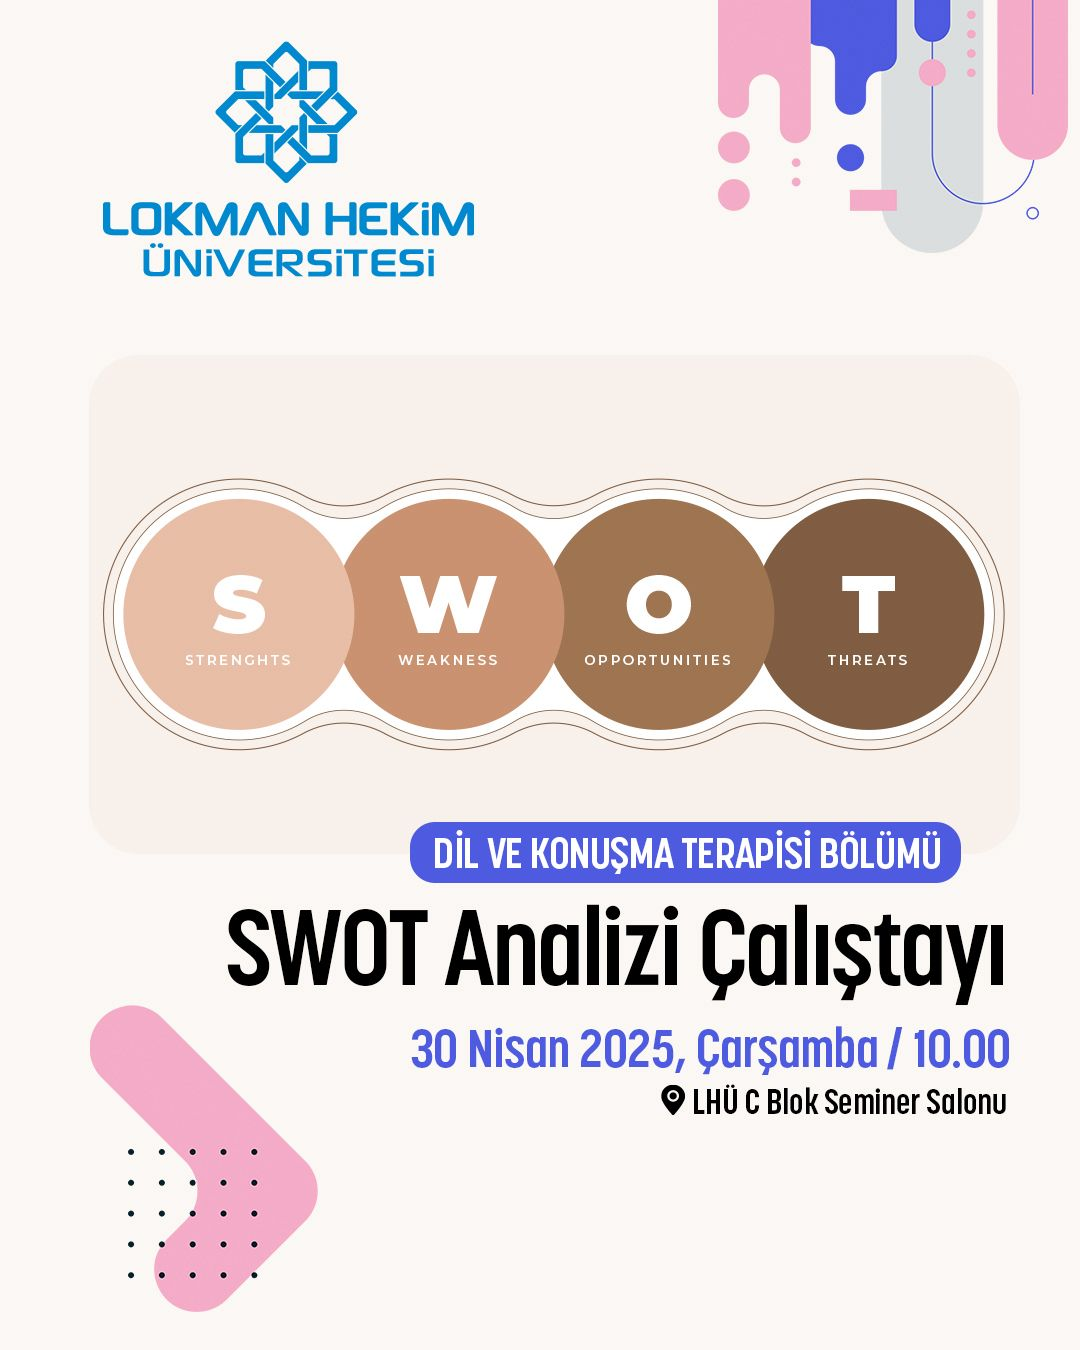 LOKMAN HEKİM
ÜNİVERSİTESİ
S W O T
STRENGHTS WEAKNESS OPPORTUNITIES THREATS
DİL VE KONUŞMA TERAPİSİ BÖLÜMÜ
SWOT Analizi Çalıştayı
30 Nisan 2025, Çarşamba / 10.00
LHÜ C Blok Seminer Salonu